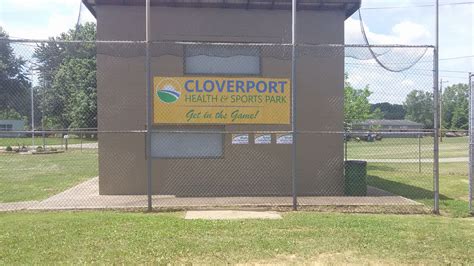 CLOVERPORT
HEALTH & SPORTS PARK
Get in the Game!